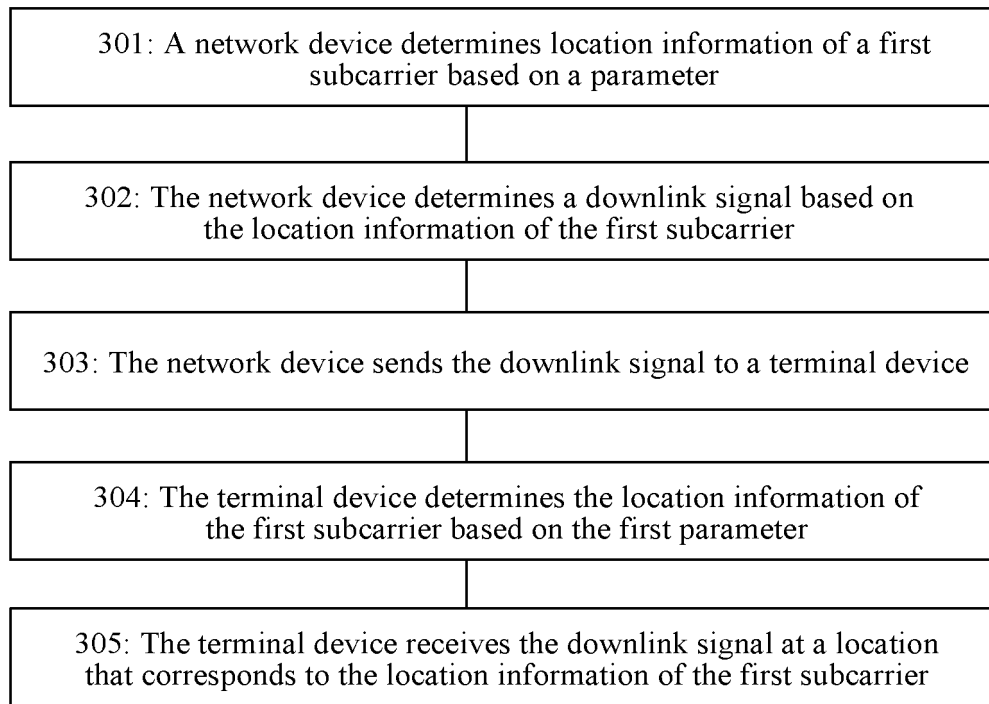 301: A network device determines location information of a first
subcarrier based on a parameter
302: The network device determines a downlink signal based on
the location information of the first subcarrier
303: The network device sends the downlink signal to a terminal device
304: The terminal device determines the location information of
the first subcarrier based on the first parameter
305: The terminal device receives the downlink signal at a location
that corresponds to the location information of the first subcarrier